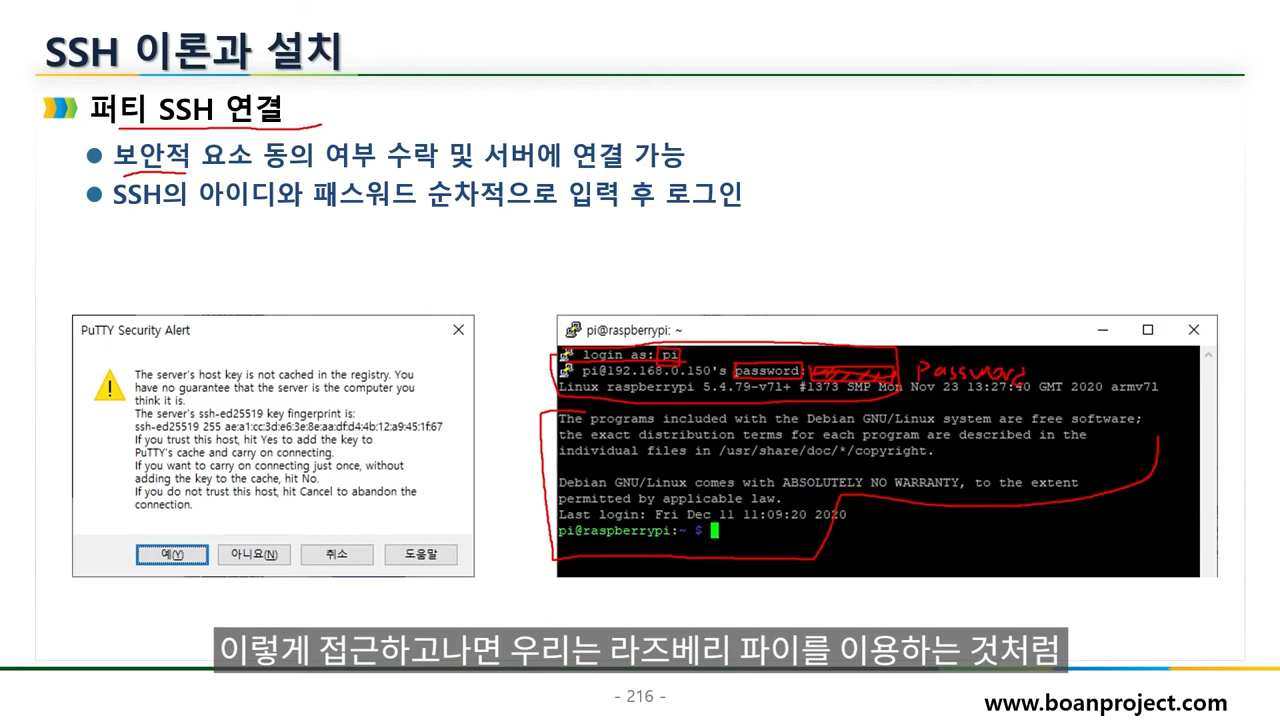 SSH 이론과 설치
퍼티 SSH 연결
보안적 요소 동의 여부 수락 및 서버에 연결 가능
SSH의 아이디와 패스워드 순차적으로 입력 후 로그인
PuTTY Security Alert
The server's host key is not cached in the registry. You
have no guarantee that the server is the computer you
think it is.
The server's ssh-ed25519 key fingerprint is:
ssh-ed25519 255 ae:a1:cc:3d:e6:3e:8e:aa:df:d4:4b:12:a9:45:1f:67
If you trust this host, hit Yes to add the key to
PuTTY's cache and carry on connecting.
If you want to carry on connecting just once, without
adding the key to the cache, hit No.
If you do not trust this host, hit Cancel to abandon the
connection.
예(Y) 아니요(N) 취소 도움말
pi@raspberrypi: ~
login as: pi
pi@192.168.0.150's password: Password
Linux raspberrypi 5.4.79-v7l+ #1373 SMP Mon Nov 23 13:27:40 GMT 2020 armv7l
The programs included with the Debian GNU/Linux system are free software;
the exact distribution terms for each program are described in the
individual files in /usr/share/doc/*/copyright.
Debian GNU/Linux comes with ABSOLUTELY NO WARRANTY, to the extent
permitted by applicable law.
Last login: Fri Dec 11 11:09:20 2020
pi@raspberrypi:~ $
이렇게 접근하고나면 우리는 라즈베리 파이를 이용하는 것처럼
- 216 -
www.boanproject.com